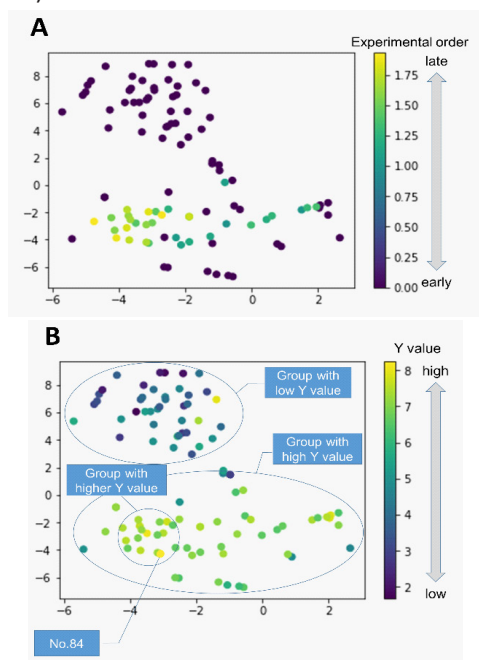 A
Experimental order
late
8
6
4
2
0
−2
−4
−6
−6
−4
−2
0
2
1.75
1.50
1.25
1.00
0.75
0.50
0.25
0.00
early
B
Y value
high
8
6
4
2
0
−2
−4
−6
−6
−4
−2
0
2
Group with
low Y value
Group with
high Y value
Group with
higher Y value
No.84
8
7
6
5
4
3
2
low